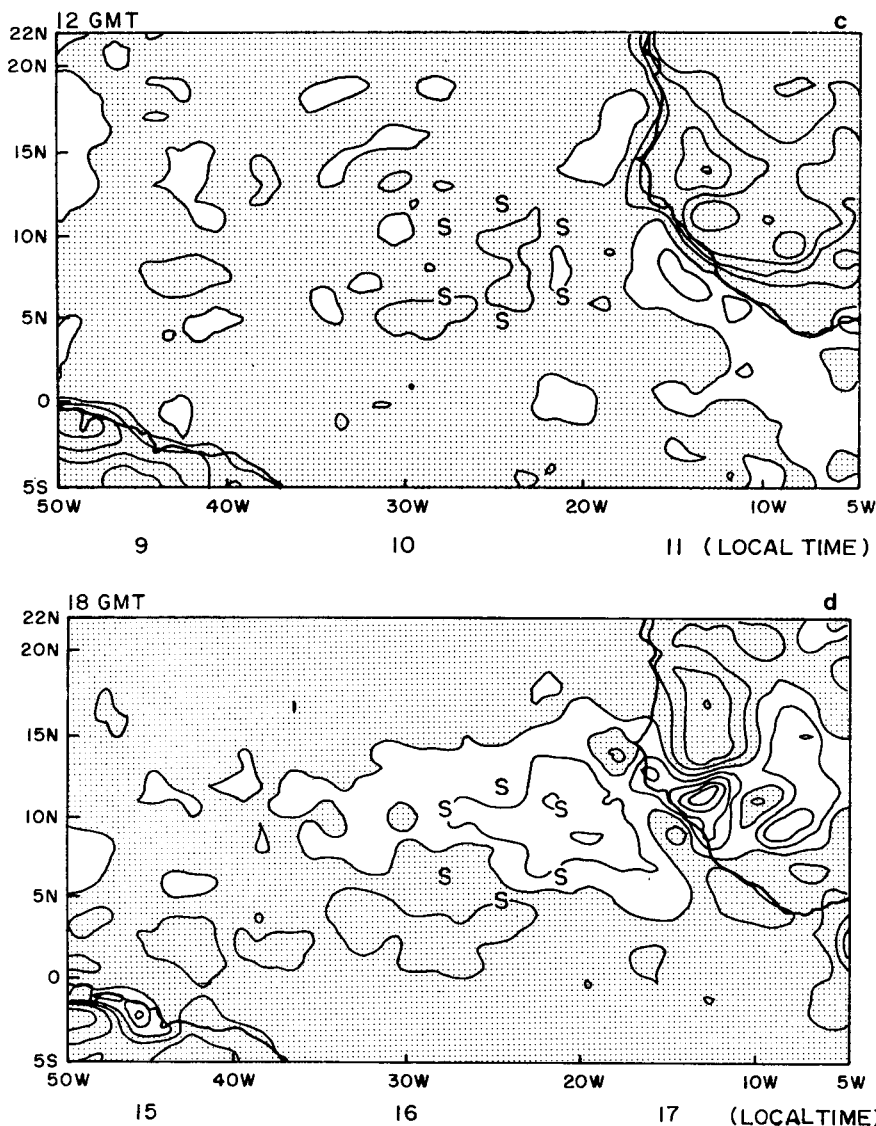 12 GMT c
22N
20N
15N
S
S S
10N
S S
5N S
0
5S
50W 40W 30W 20W 10W 5W
9 10 11 (LOCAL TIME)
18 GMT d
22N
20N
15N
S
10N S S
S S
5N S
0
5S
50W 40W 30W 20W 10W 5W
15 16 17 (LOCAL TIME)